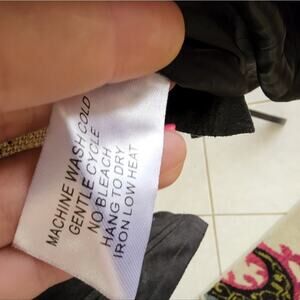 MACHINE WASH COLD
GENTLE CYCLE
NO BLEACH
HANG TO DRY
IRON LOW HEAT